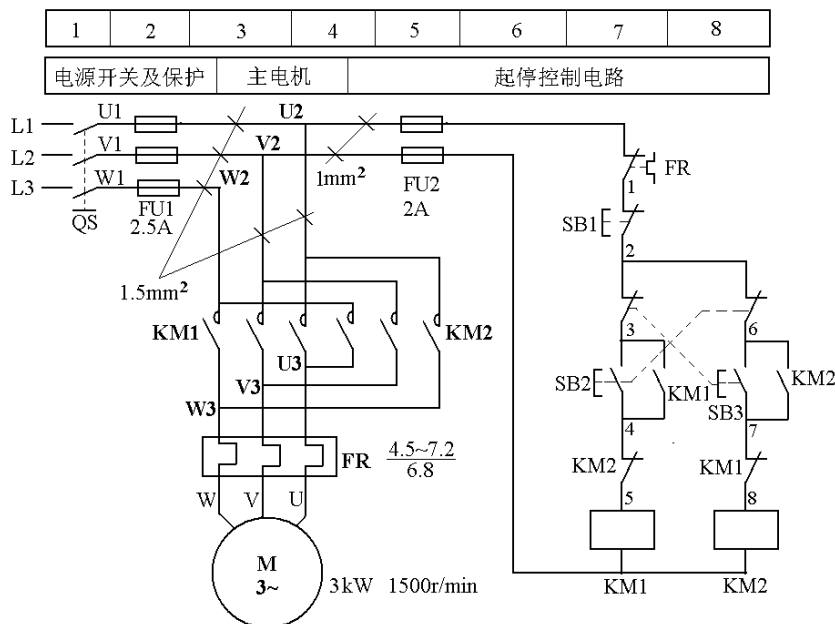 1 2 3 4 5 6 7 8
电源开关及保护 主电机 起停控制电路
L1 U1 U2
L2 V1 V2
L3 W1 W2
QS
FU1
2.5A
1mm²
FU2
2A
1.5mm²
FR
1
SB1
2
KM1 KM2
U3
V3
W3
3 6
SB2 KM1 SB3 KM2
4 7
KM2 KM1
5 8
FR 4.5~7.2
6.8
W V U
M
3~
3kW 1500r/min
KM1 KM2